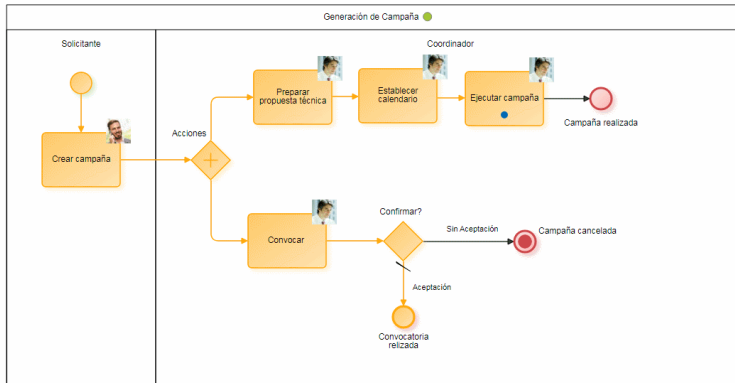 Generación de Campaña
Solicitante
Coordinador
Preparar
propuesta técnica
Establecer
calendario
Ejecutar campaña
Campaña realizada
Acciones
Crear campaña
Convocar
Confirmar?
Sin Aceptación
Campaña cancelada
Aceptación
Convocatoria
relizada